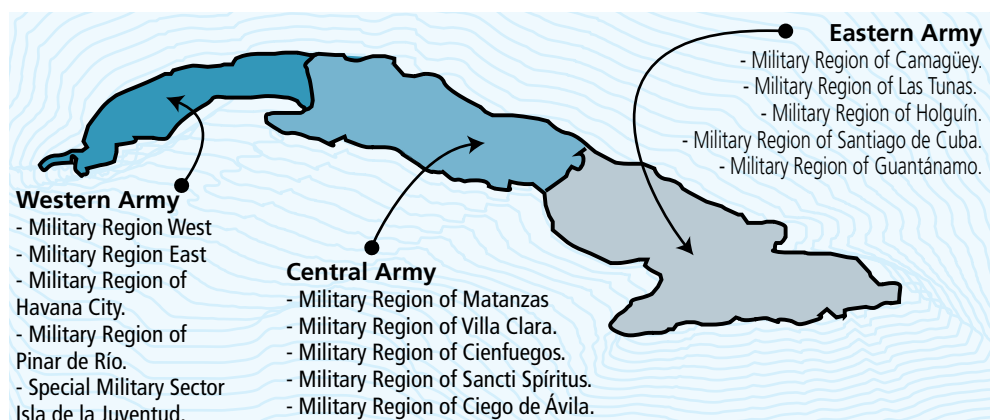 Western Army
- Military Region West
- Military Region East
- Military Region of
Havana City.
- Military Region of
Pinar de Río.
- Special Military Sector
Isla de la Juventud.
Central Army
- Military Region of Matanzas
- Military Region of Villa Clara.
- Military Region of Cienfuegos.
- Military Region of Sancti Spíritus.
- Military Region of Ciego de Ávila.
Eastern Army
- Military Region of Camagüey.
- Military Region of Las Tunas.
- Military Region of Holguín.
- Military Region of Santiago de Cuba.
- Military Region of Guantánamo.